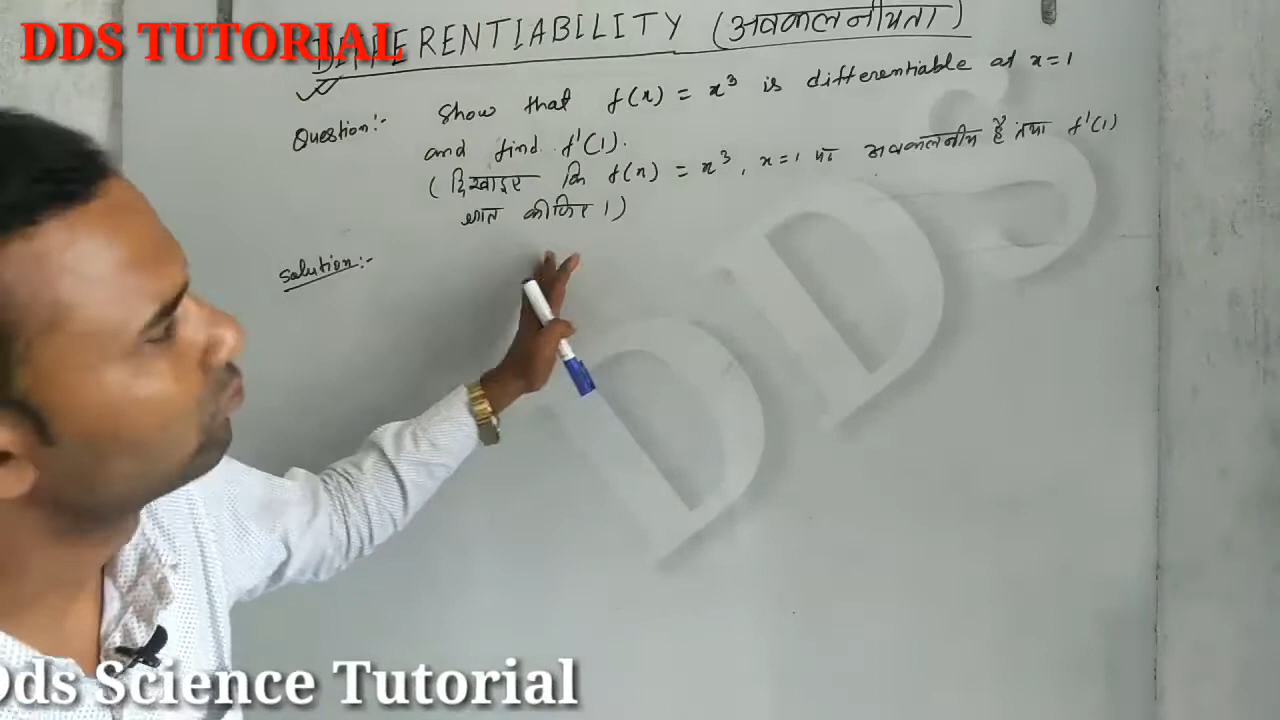 DDS TUTORIAL
DIFFERENTIABILITY (अवकलनीयता)
Question:- Show that f(x) = x³ is differentiable at x=1
and find f'(1).
(दिखाइए कि f(x) = x³, x=1 पर अवकलनीय है तथा f'(1)
ज्ञात कीजिए।)
Solution:-
DDS
Dds Science Tutorial